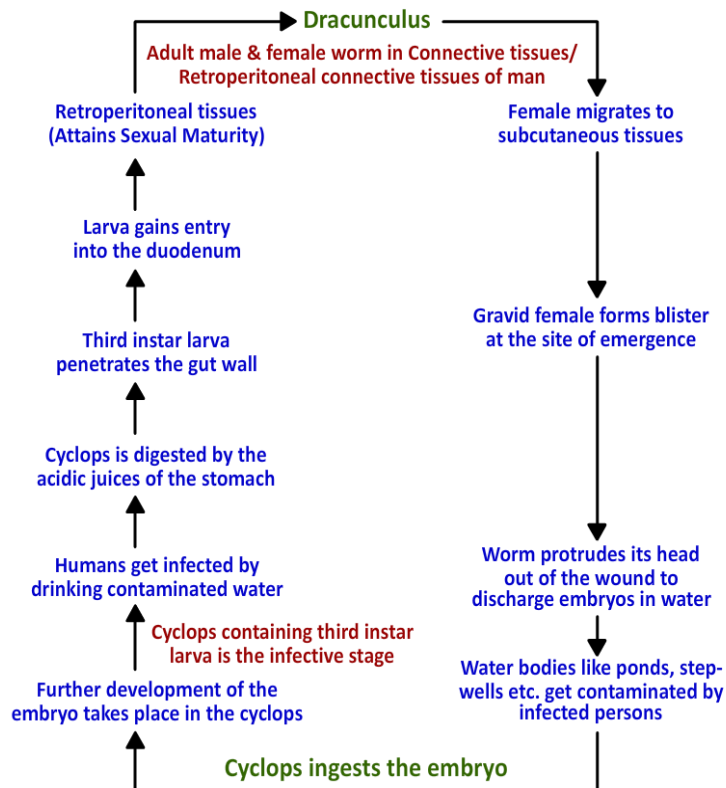 Dracunculus
Adult male & female worm in Connective tissues/
Retroperitoneal connective tissues of man
Female migrates to
subcutaneous tissues
Gravid female forms blister
at the site of emergence
Worm protrudes its head
out of the wound to
discharge embryos in water
Water bodies like ponds, step-
wells etc. get contaminated by
infected persons
Cyclops ingests the embryo
Further development of the
embryo takes place in the cyclops
Cyclops containing third instar
larva is the infective stage
Humans get infected by
drinking contaminated water
Cyclops is digested by the
acidic juices of the stomach
Third instar larva
penetrates the gut wall
Larva gains entry
into the duodenum
Retroperitoneal tissues
(Attains Sexual Maturity)